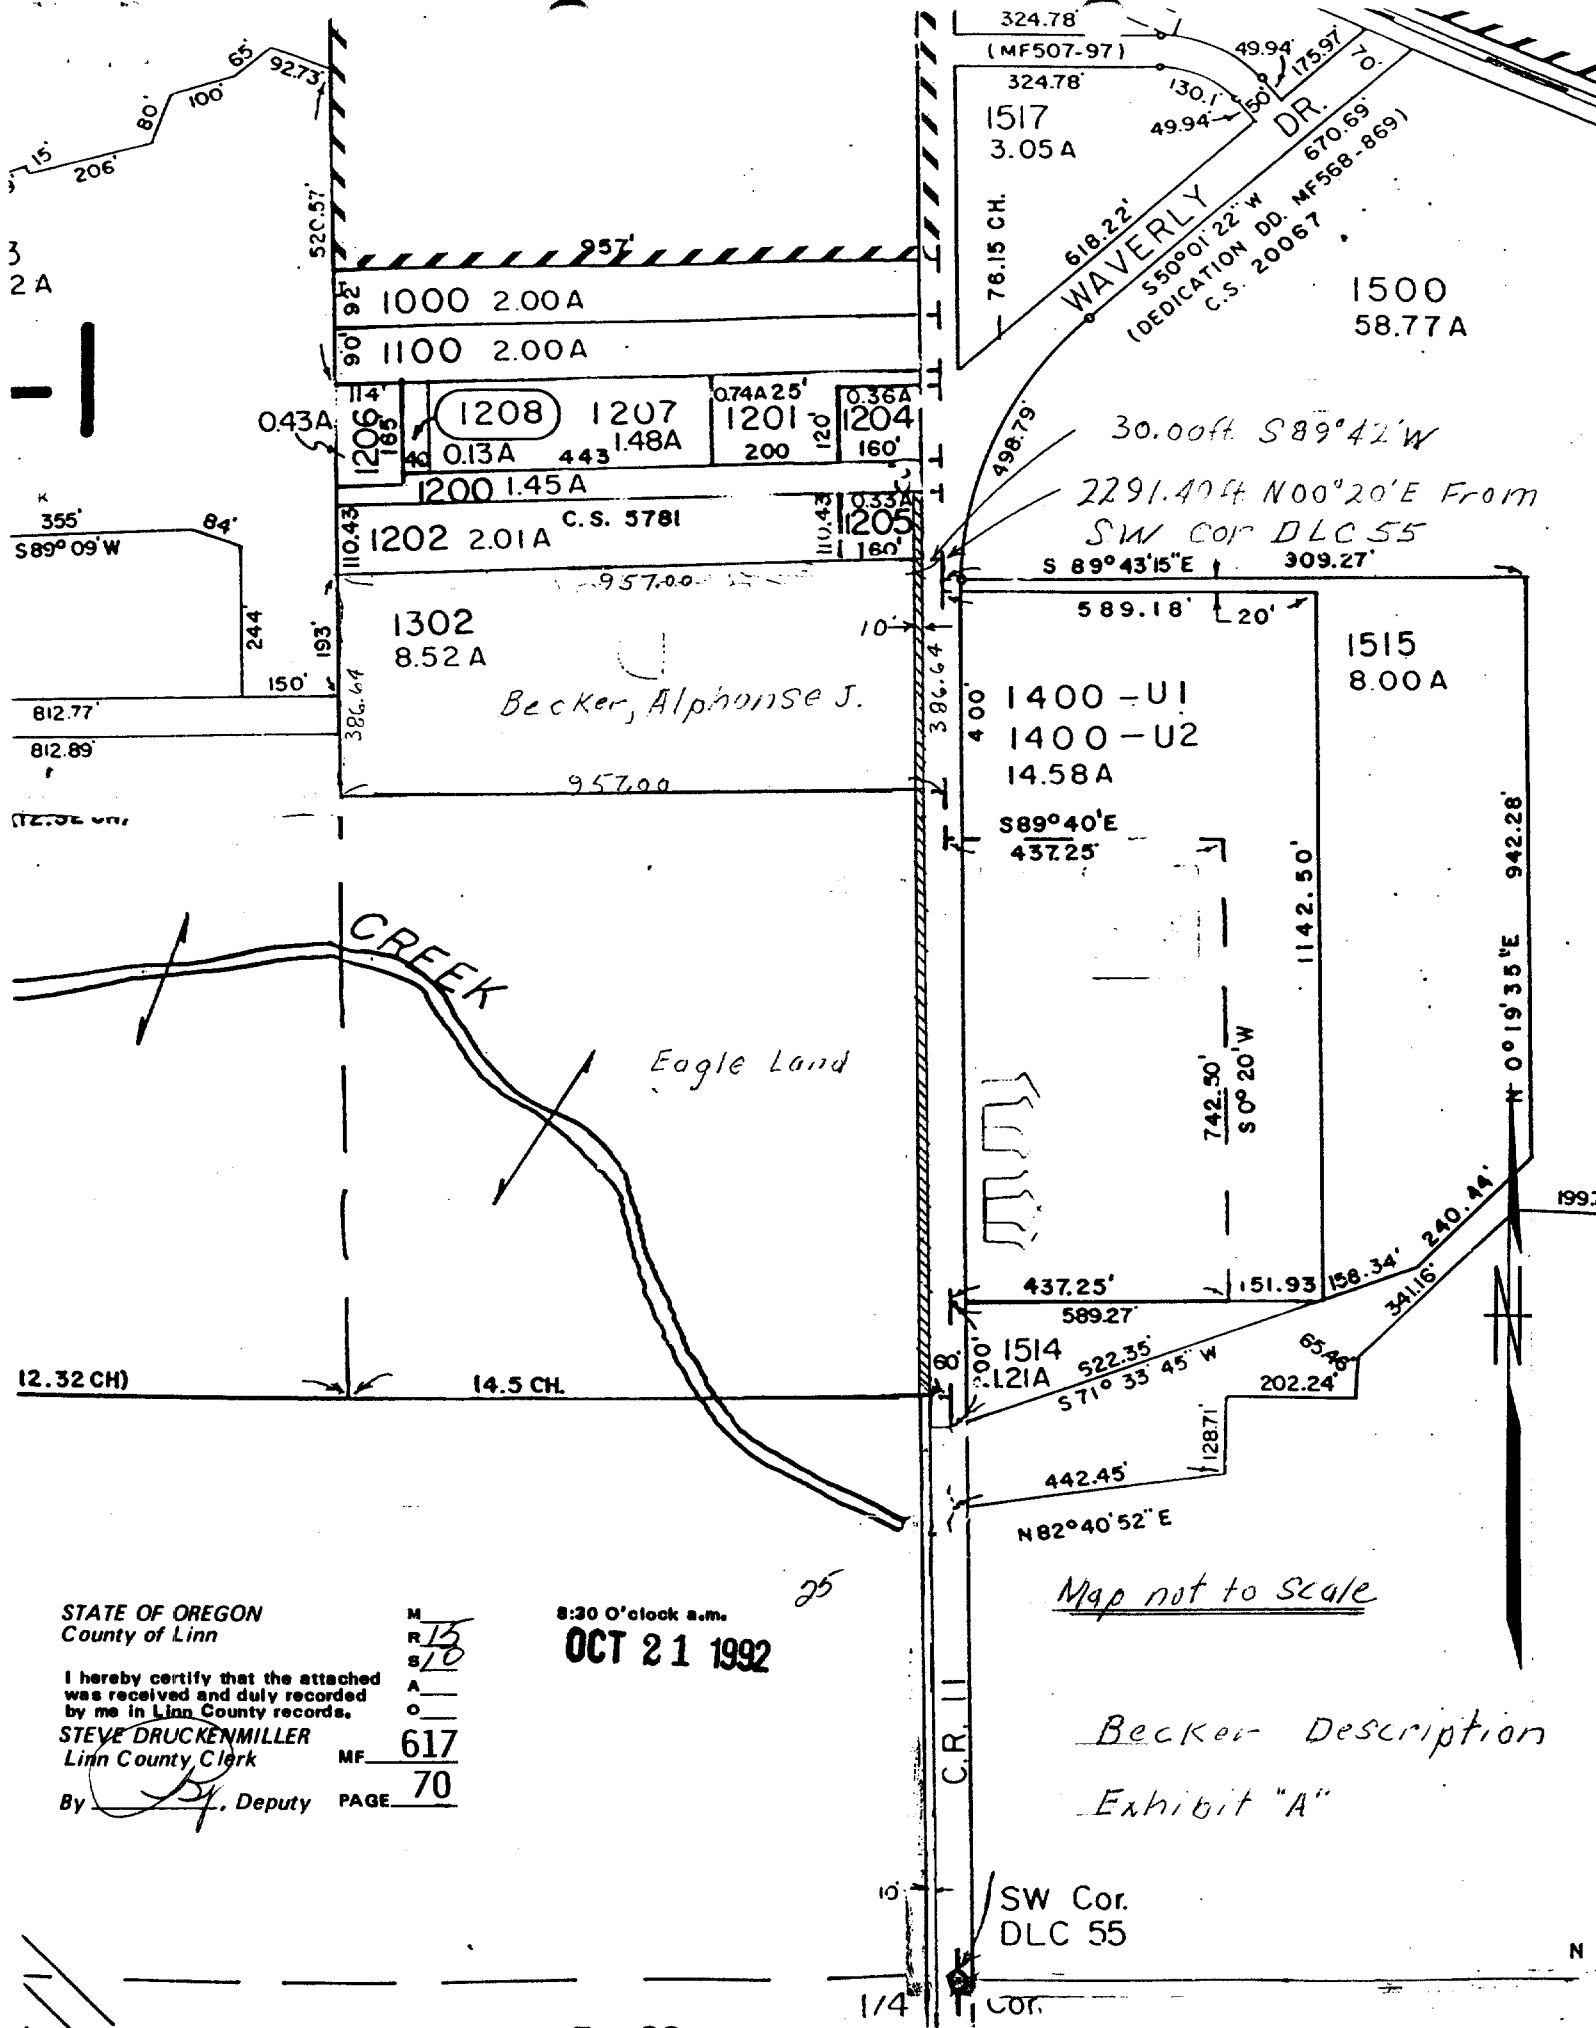 324.78'
(MF507-97)
324.78'
49.94'
175.97'
70'
130.1'
50'
49.94'
65'
92.73'
100'
80'
15'
206'
520.57'
1517
3.05 A
78.15 CH.
618.22'
WAVERLY DR.
670.69'
S50°01'22"W
(DEDICATION DD. MF568-869)
C.S. 20067
1500
58.77 A
2 A
957'
92'
1000 2.00 A
90'
1100 2.00 A
114'
0.43 A
1206
165'
40
1208
0.13 A
1207
1.48A
443
0.74A 25'
1201
200
120'
0.36A
1204
160'
1200 1.45 A
C. S. 5781
110.43
1202 2.01 A
110.43
0.33A
1205
160'
498.79'
30.00ft S89°42'W
2291.40ft N00°20'E From
SW Cor DLC 55
355'
S89°09'W
84'
244'
193'
150'
812.77'
812.89'
957.00
1302
8.52 A
10'
386.64
386.64
Becker, Alphonse J.
957.00
S 89°43'15"E
309.27'
589.18'
20'
1515
8.00 A
400'
1400-U1
1400-U2
14.58 A
S89°40'E
437.25'
942.28'
1142.50'
N 0°19'35"E
742.50'
S 0°20'W
CREEK
Eagle Land
240.44'
158.34'
341.16'
437.25'
151.93
589.27'
60'
1514
522.35'
S 71° 33' 45" W
65.46'
202.24'
128.71'
442.45'
N 82°40'52" E
12.32 CH)
14.5 CH.
25
Map not to Scale
STATE OF OREGON
County of Linn
I hereby certify that the attached
was received and duly recorded
by me in Linn County records.
STEVE DRUCKENMILLER
Linn County Clerk
By , Deputy
M
R 15
S 10
A
O
MF 617
PAGE 70
8:30 O'clock a.m.
OCT 21 1992
C.R. 11
Becker Description
Exhibit "A"
10'
SW Cor.
DLC 55
N
1/4 Cor.